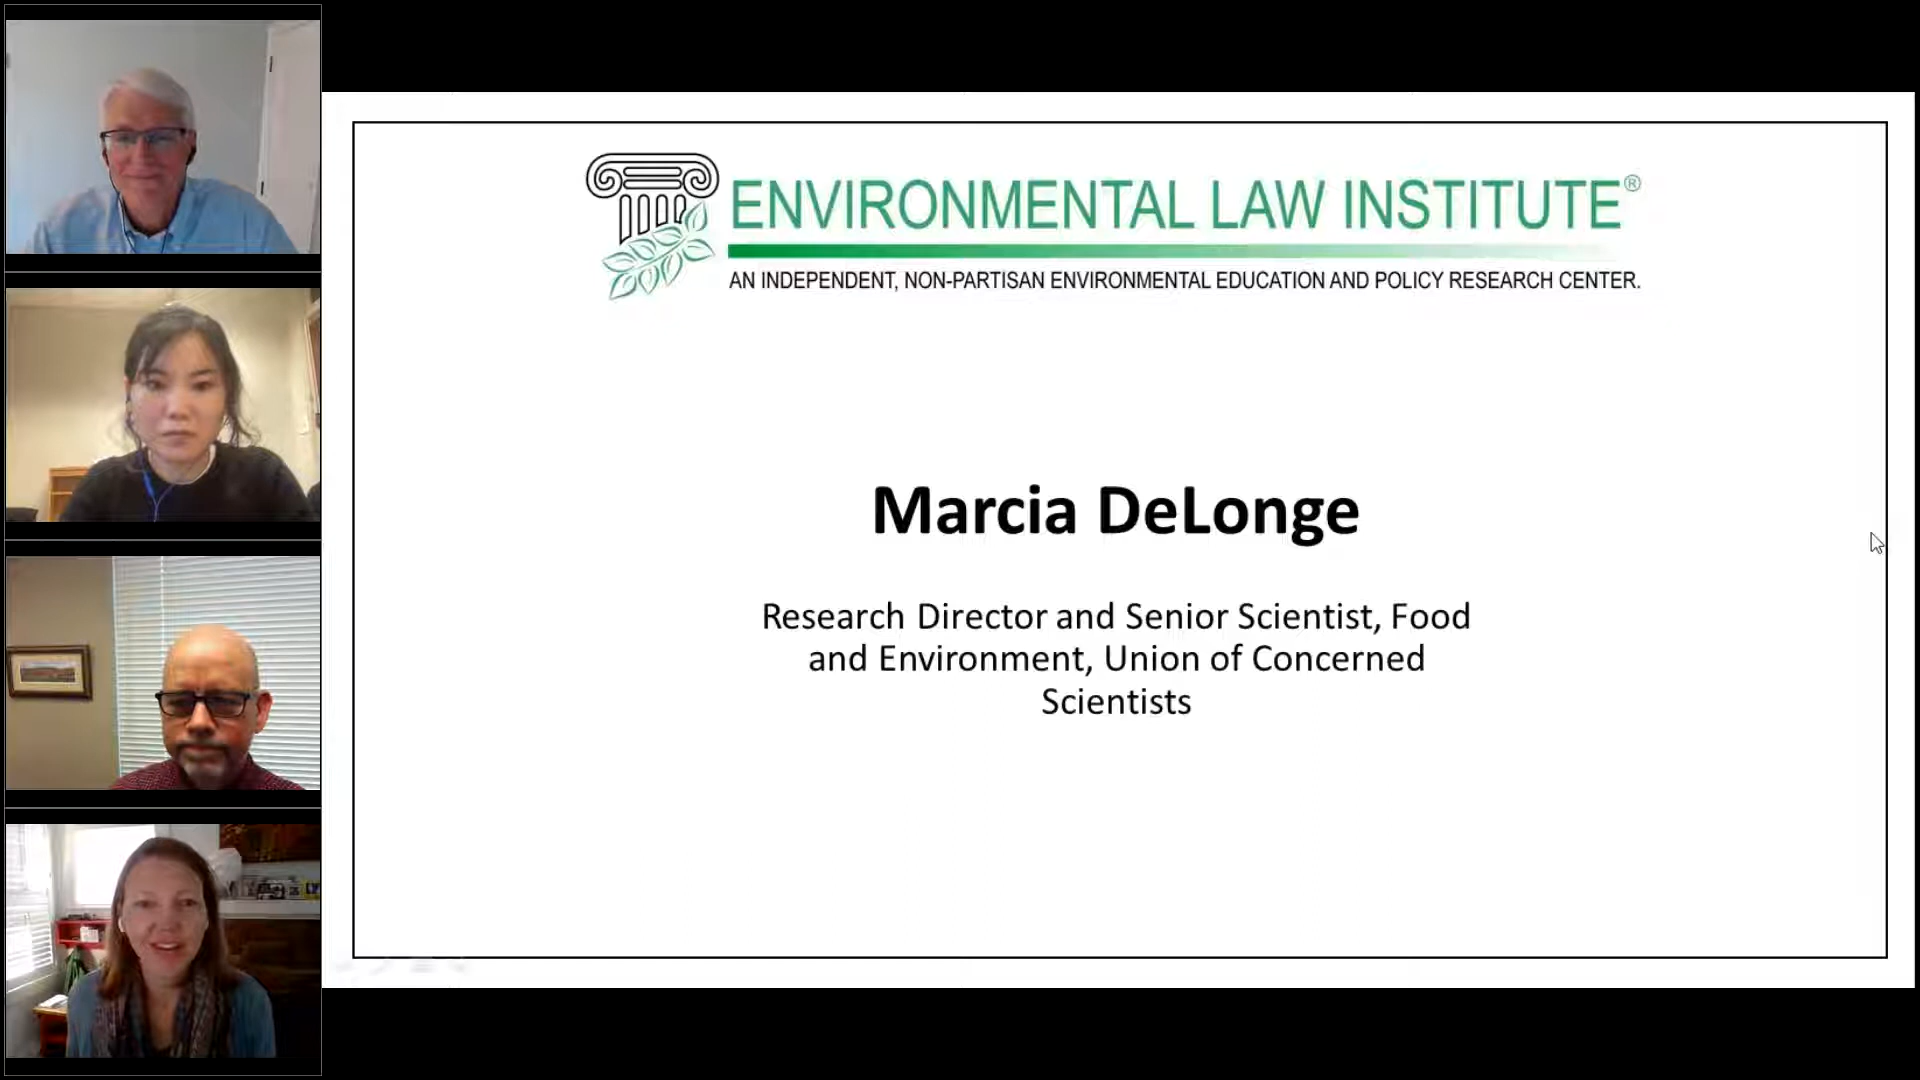 ENVIRONMENTAL LAW INSTITUTE®
AN INDEPENDENT, NON-PARTISAN ENVIRONMENTAL EDUCATION AND POLICY RESEARCH CENTER.
Marcia DeLonge
Research Director and Senior Scientist, Food
and Environment, Union of Concerned
Scientists